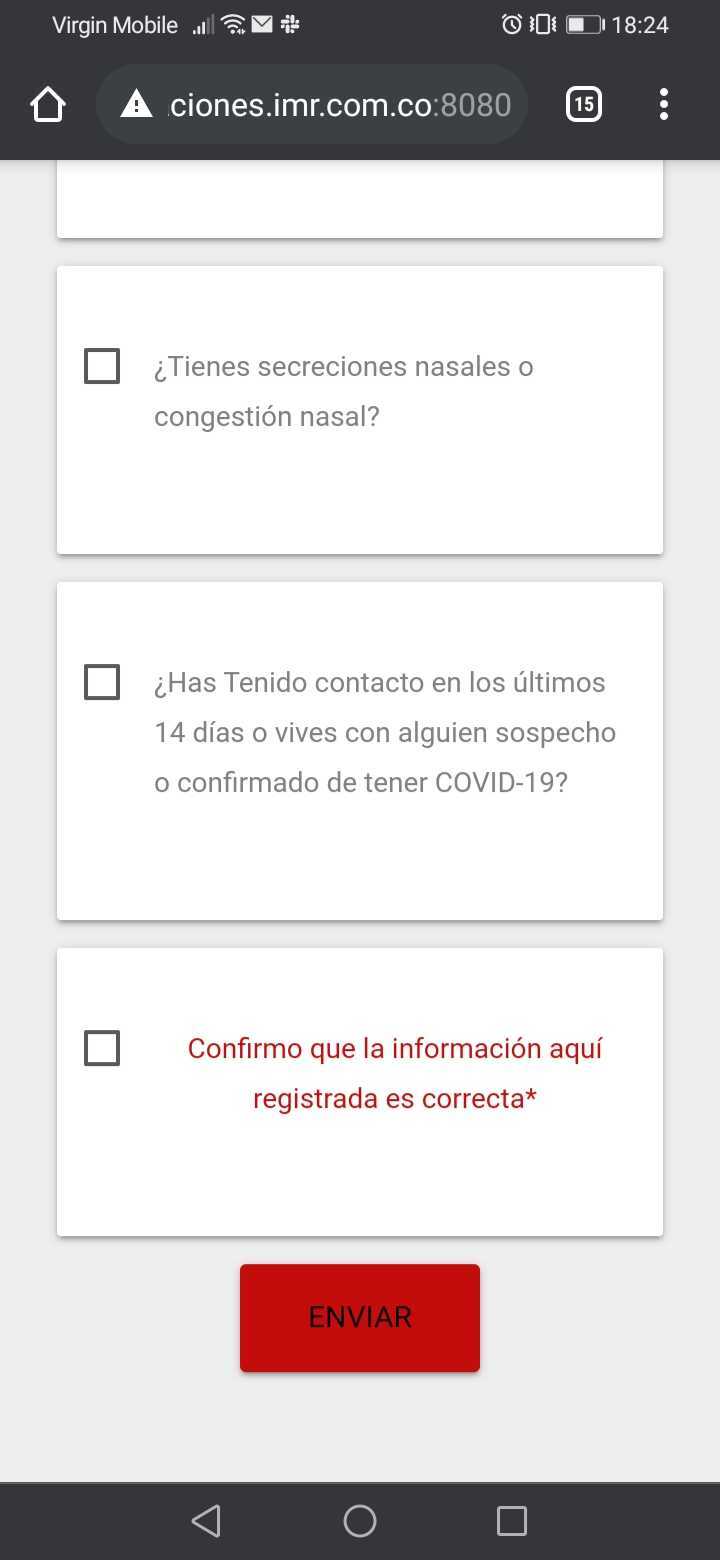 Virgin Mobile
18:24
.ciones.imr.com.co:8080
15
¿Tienes secreciones nasales o
congestión nasal?
¿Has Tenido contacto en los últimos
14 días o vives con alguien sospecho
o confirmado de tener COVID-19?
Confirmo que la información aquí
registrada es correcta*
ENVIAR